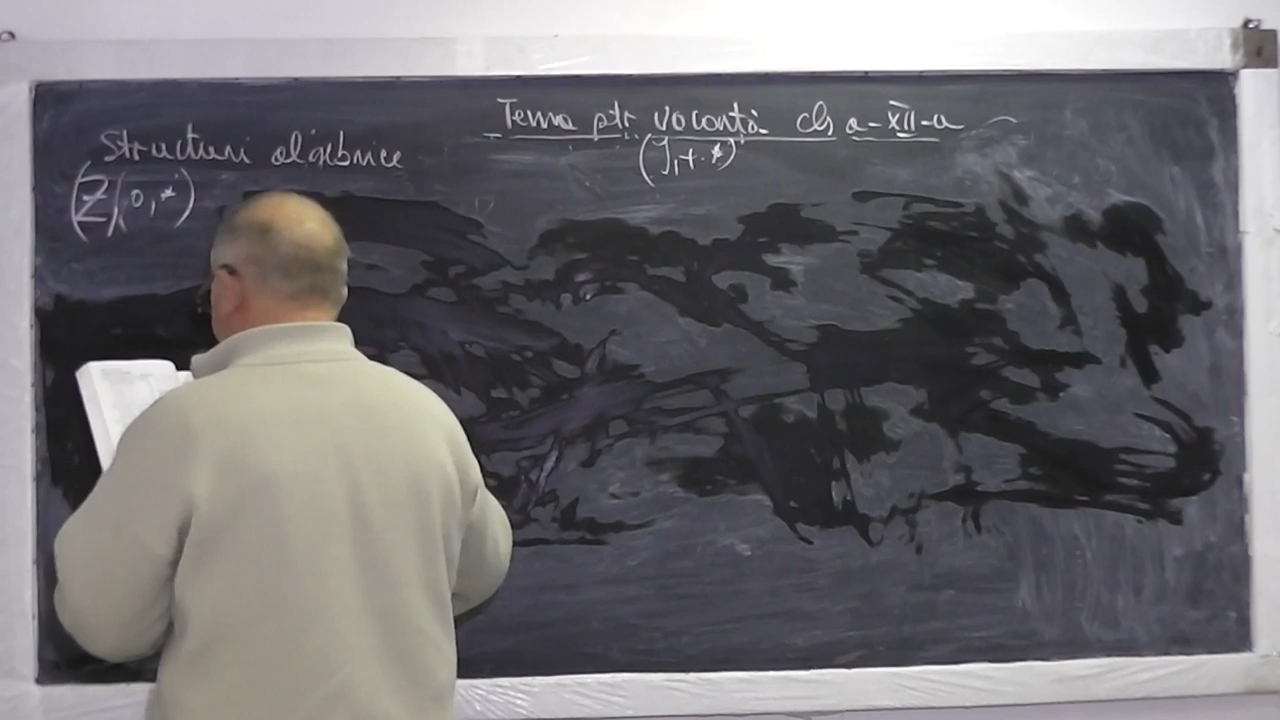 Tema ptr vacanță cls a-XII-a
(J,+.*)
Structuri algebrice
(Z,o,*)